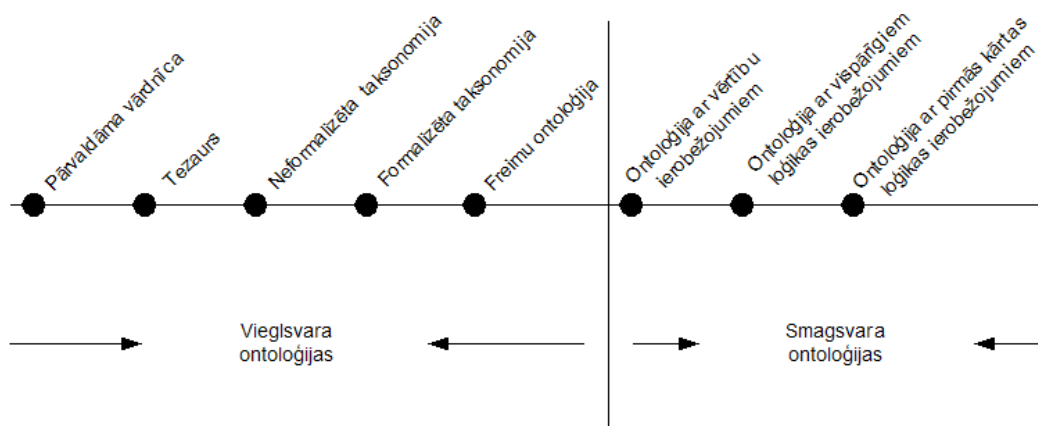 Pārvaldāma vārdnīca
Tezaurs
Neformalizēta taksonomija
Formalizēta taksonomija
Freimu ontoloģija
Ontoloģija ar vērtību
ierobežojumiem
Ontoloģija ar vispārīgiem
loģikas ierobežojumiem
Ontoloģija ar pirmās kārtas
loģikas ierobežojumiem
Vieglsvara
ontoloģijas
Smagsvara
ontoloģijas